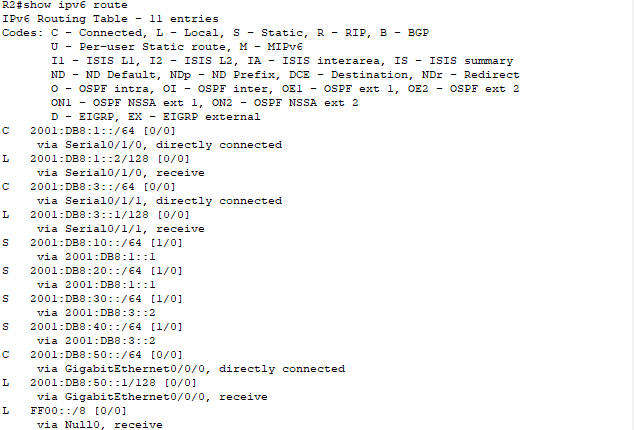 R2#show ipv6 route
IPv6 Routing Table - 11 entries
Codes: C - Connected, L - Local, S - Static, R - RIP, B - BGP
U - Per-user Static route, M - MIPv6
I1 - ISIS L1, I2 - ISIS L2, IA - ISIS interarea, IS - ISIS summary
ND - ND Default, NDp - ND Prefix, DCE - Destination, NDr - Redirect
O - OSPF intra, OI - OSPF inter, OE1 - OSPF ext 1, OE2 - OSPF ext 2
ON1 - OSPF NSSA ext 1, ON2 - OSPF NSSA ext 2
D - EIGRP, EX - EIGRP external
C 2001:DB8:1::/64 [0/0]
via Serial0/1/0, directly connected
L 2001:DB8:1::2/128 [0/0]
via Serial0/1/0, receive
C 2001:DB8:3::/64 [0/0]
via Serial0/1/1, directly connected
L 2001:DB8:3::1/128 [0/0]
via Serial0/1/1, receive
S 2001:DB8:10::/64 [1/0]
via 2001:DB8:1::1
S 2001:DB8:20::/64 [1/0]
via 2001:DB8:1::1
S 2001:DB8:30::/64 [1/0]
via 2001:DB8:3::2
S 2001:DB8:40::/64 [1/0]
via 2001:DB8:3::2
C 2001:DB8:50::/64 [0/0]
via GigabitEthernet0/0/0, directly connected
L 2001:DB8:50::1/128 [0/0]
via GigabitEthernet0/0/0, receive
L FF00::/8 [0/0]
via Null0, receive